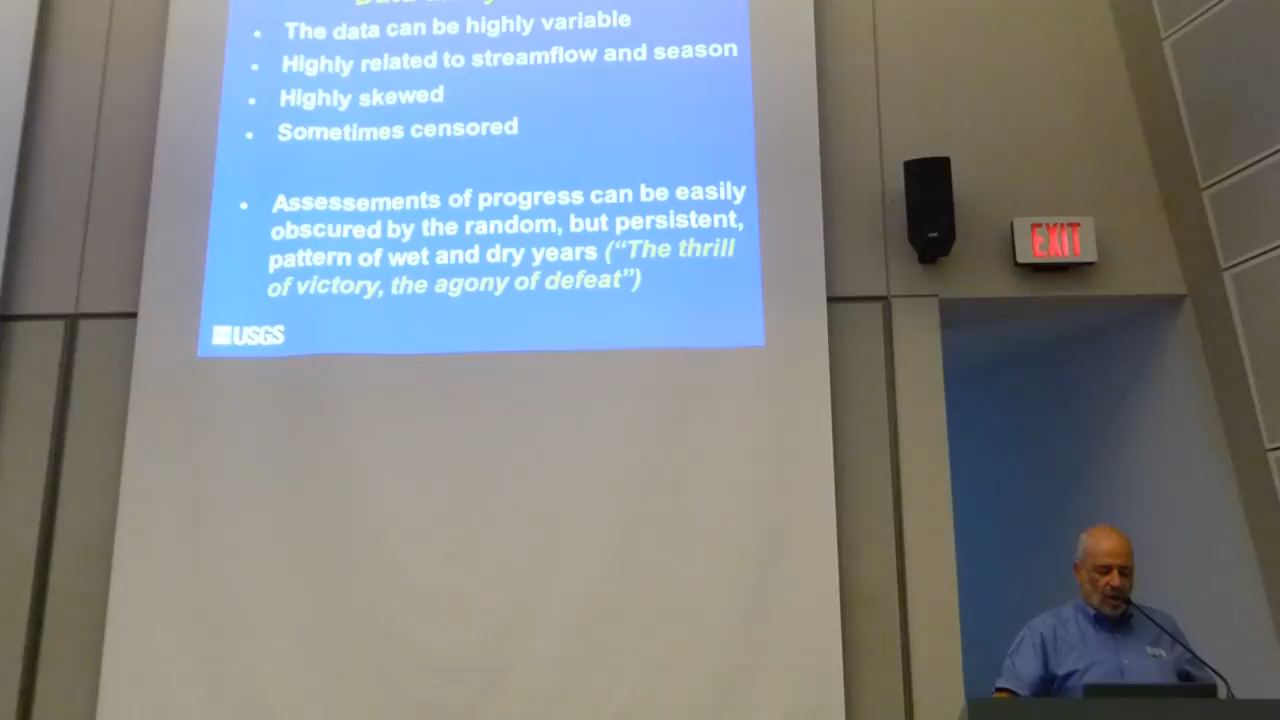 • The data can be highly variable
• Highly related to streamflow and season
• Highly skewed
• Sometimes censored
• Assessements of progress can be easily
obscured by the random, but persistent,
pattern of wet and dry years (“The thrill
of victory, the agony of defeat”)
USGS
EXIT